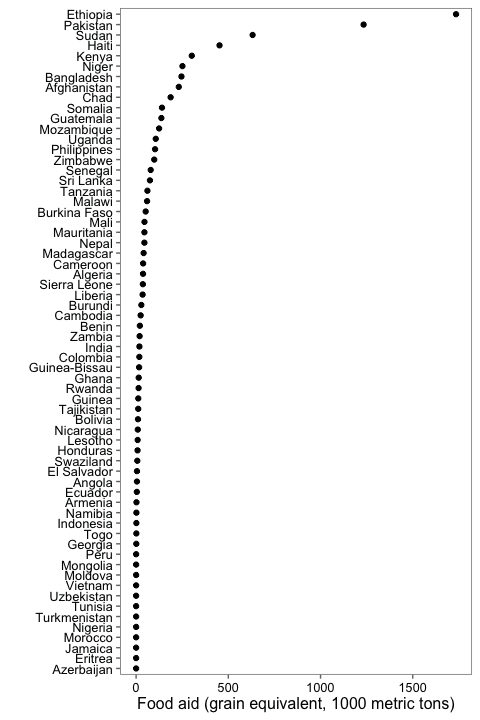 Ethiopia
Pakistan
Sudan
Haiti
Kenya
Niger
Bangladesh
Afghanistan
Chad
Somalia
Guatemala
Mozambique
Uganda
Philippines
Zimbabwe
Senegal
Sri Lanka
Tanzania
Malawi
Burkina Faso
Mali
Mauritania
Nepal
Madagascar
Cameroon
Algeria
Sierra Leone
Liberia
Burundi
Cambodia
Benin
Zambia
India
Colombia
Guinea-Bissau
Ghana
Rwanda
Guinea
Tajikistan
Bolivia
Nicaragua
Lesotho
Honduras
Swaziland
El Salvador
Angola
Ecuador
Armenia
Namibia
Indonesia
Togo
Georgia
Peru
Mongolia
Moldova
Vietnam
Uzbekistan
Tunisia
Turkmenistan
Nigeria
Morocco
Jamaica
Eritrea
Azerbaijan
0 500 1000 1500
Food aid (grain equivalent, 1000 metric tons)